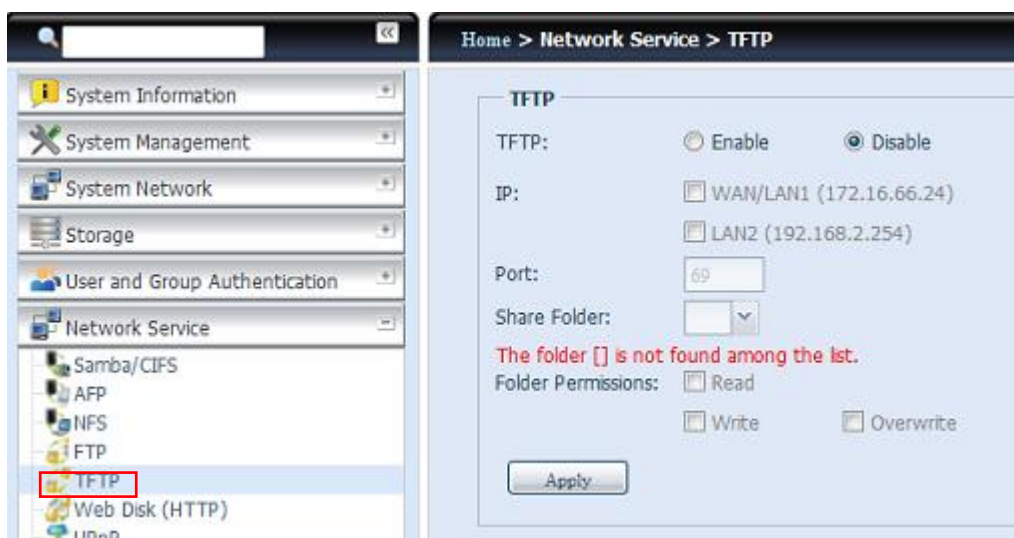 Home > Network Service > TFTP
System Information
System Management
System Network
Storage
User and Group Authentication
Network Service
Samba/CIFS
AFP
NFS
FTP
TFTP
Web Disk (HTTP)
UPnP
TFTP
TFTP: Enable Disable
IP: WAN/LAN1 (172.16.66.24)
LAN2 (192.168.2.254)
Port: 69
Share Folder:
The folder [] is not found among the list.
Folder Permissions: Read
Write Overwrite
Apply